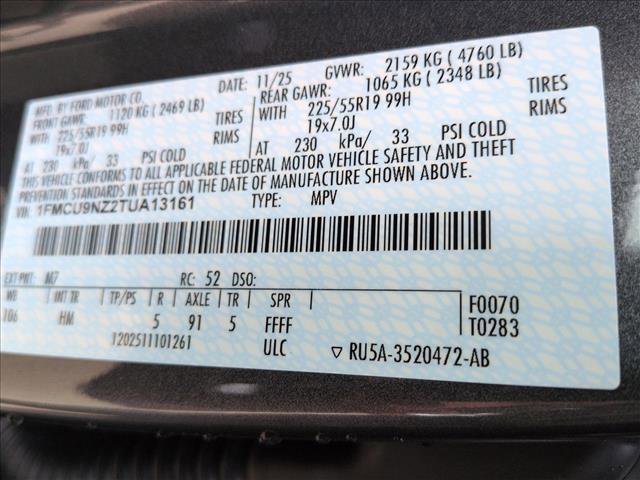 MFD. BY FORD MOTOR CO.
DATE: 11/25 GVWR: 2159 KG ( 4760 LB)
FRONT GAWR: 1120 KG ( 2469 LB) REAR GAWR: 1065 KG ( 2348 LB)
WITH 225/55R19 99H TIRES WITH 225/55R19 99H TIRES
19x7.0J RIMS 19x7.0J RIMS
AT 230 kPa/ 33 PSI COLD AT 230 kPa/ 33 PSI COLD
THIS VEHICLE CONFORMS TO ALL APPLICABLE FEDERAL MOTOR VEHICLE SAFETY AND THEFT
PREVENTION STANDARDS IN EFFECT ON THE DATE OF MANUFACTURE SHOWN ABOVE.
VIN: 1FMCU9NZ2TUA13161 TYPE: MPV
EXT PNT: M7 RC: 52 DSO:
WB INT TR TP/PS R AXLE TR SPR F0070
106 HM 5 91 5 FFFF T0283
1202511101261 ULC ▽ RU5A-3520472-AB